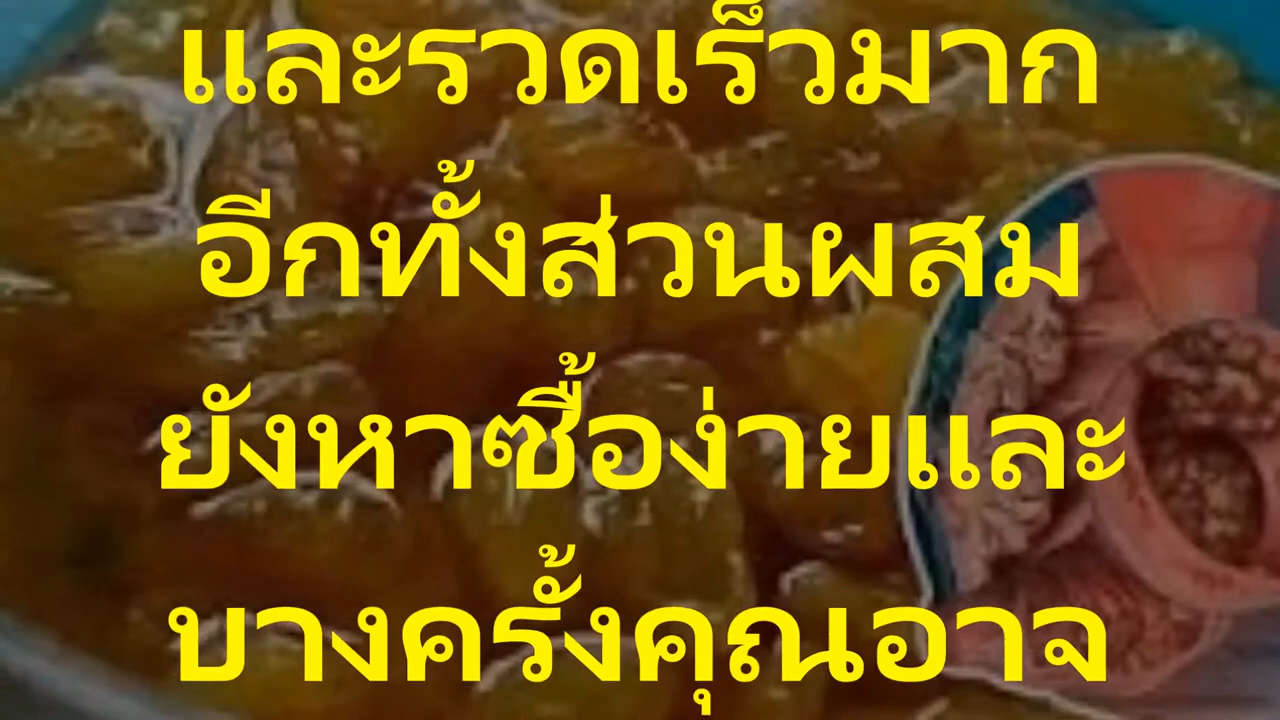 และรวดเร็วมาก
อีกทั้งส่วนผสม
ยังหาซื้อง่ายและ
บางครั้งคุณอาจ